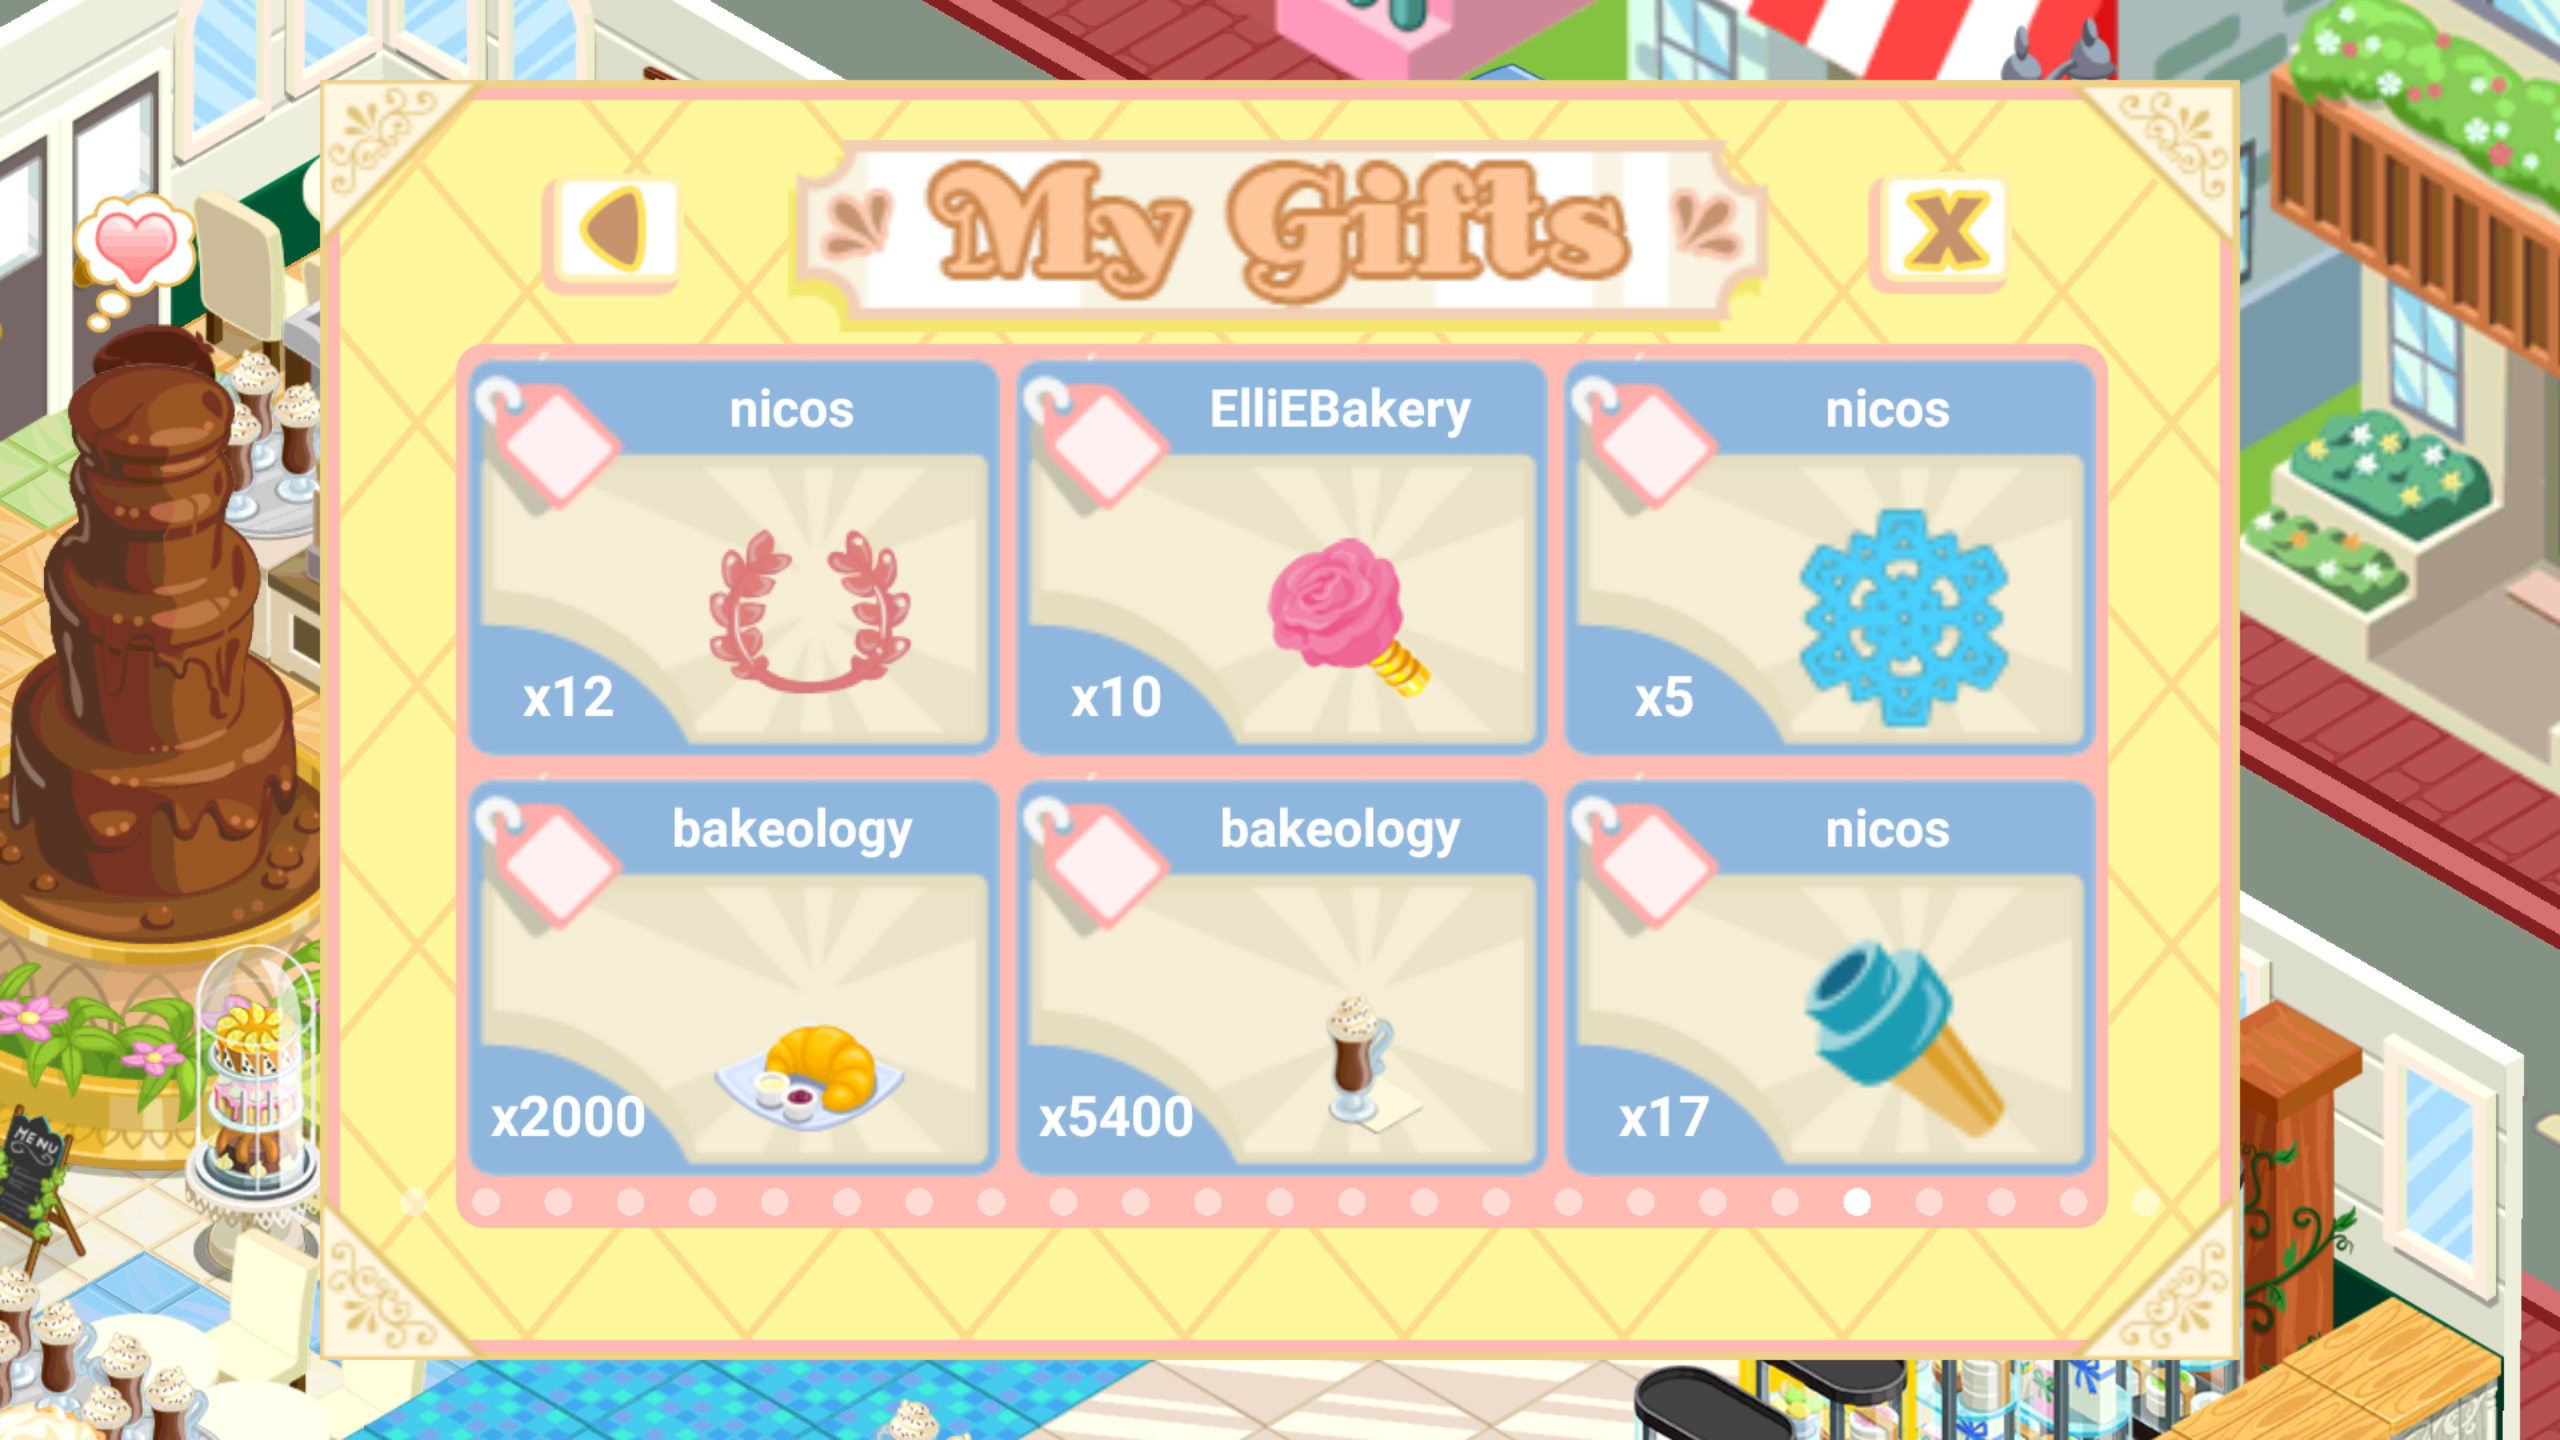 My Gifts
nicos
x12
ElliEBakery
x10
nicos
x5
bakeology
x2000
bakeology
x5400
nicos
x17
MENU